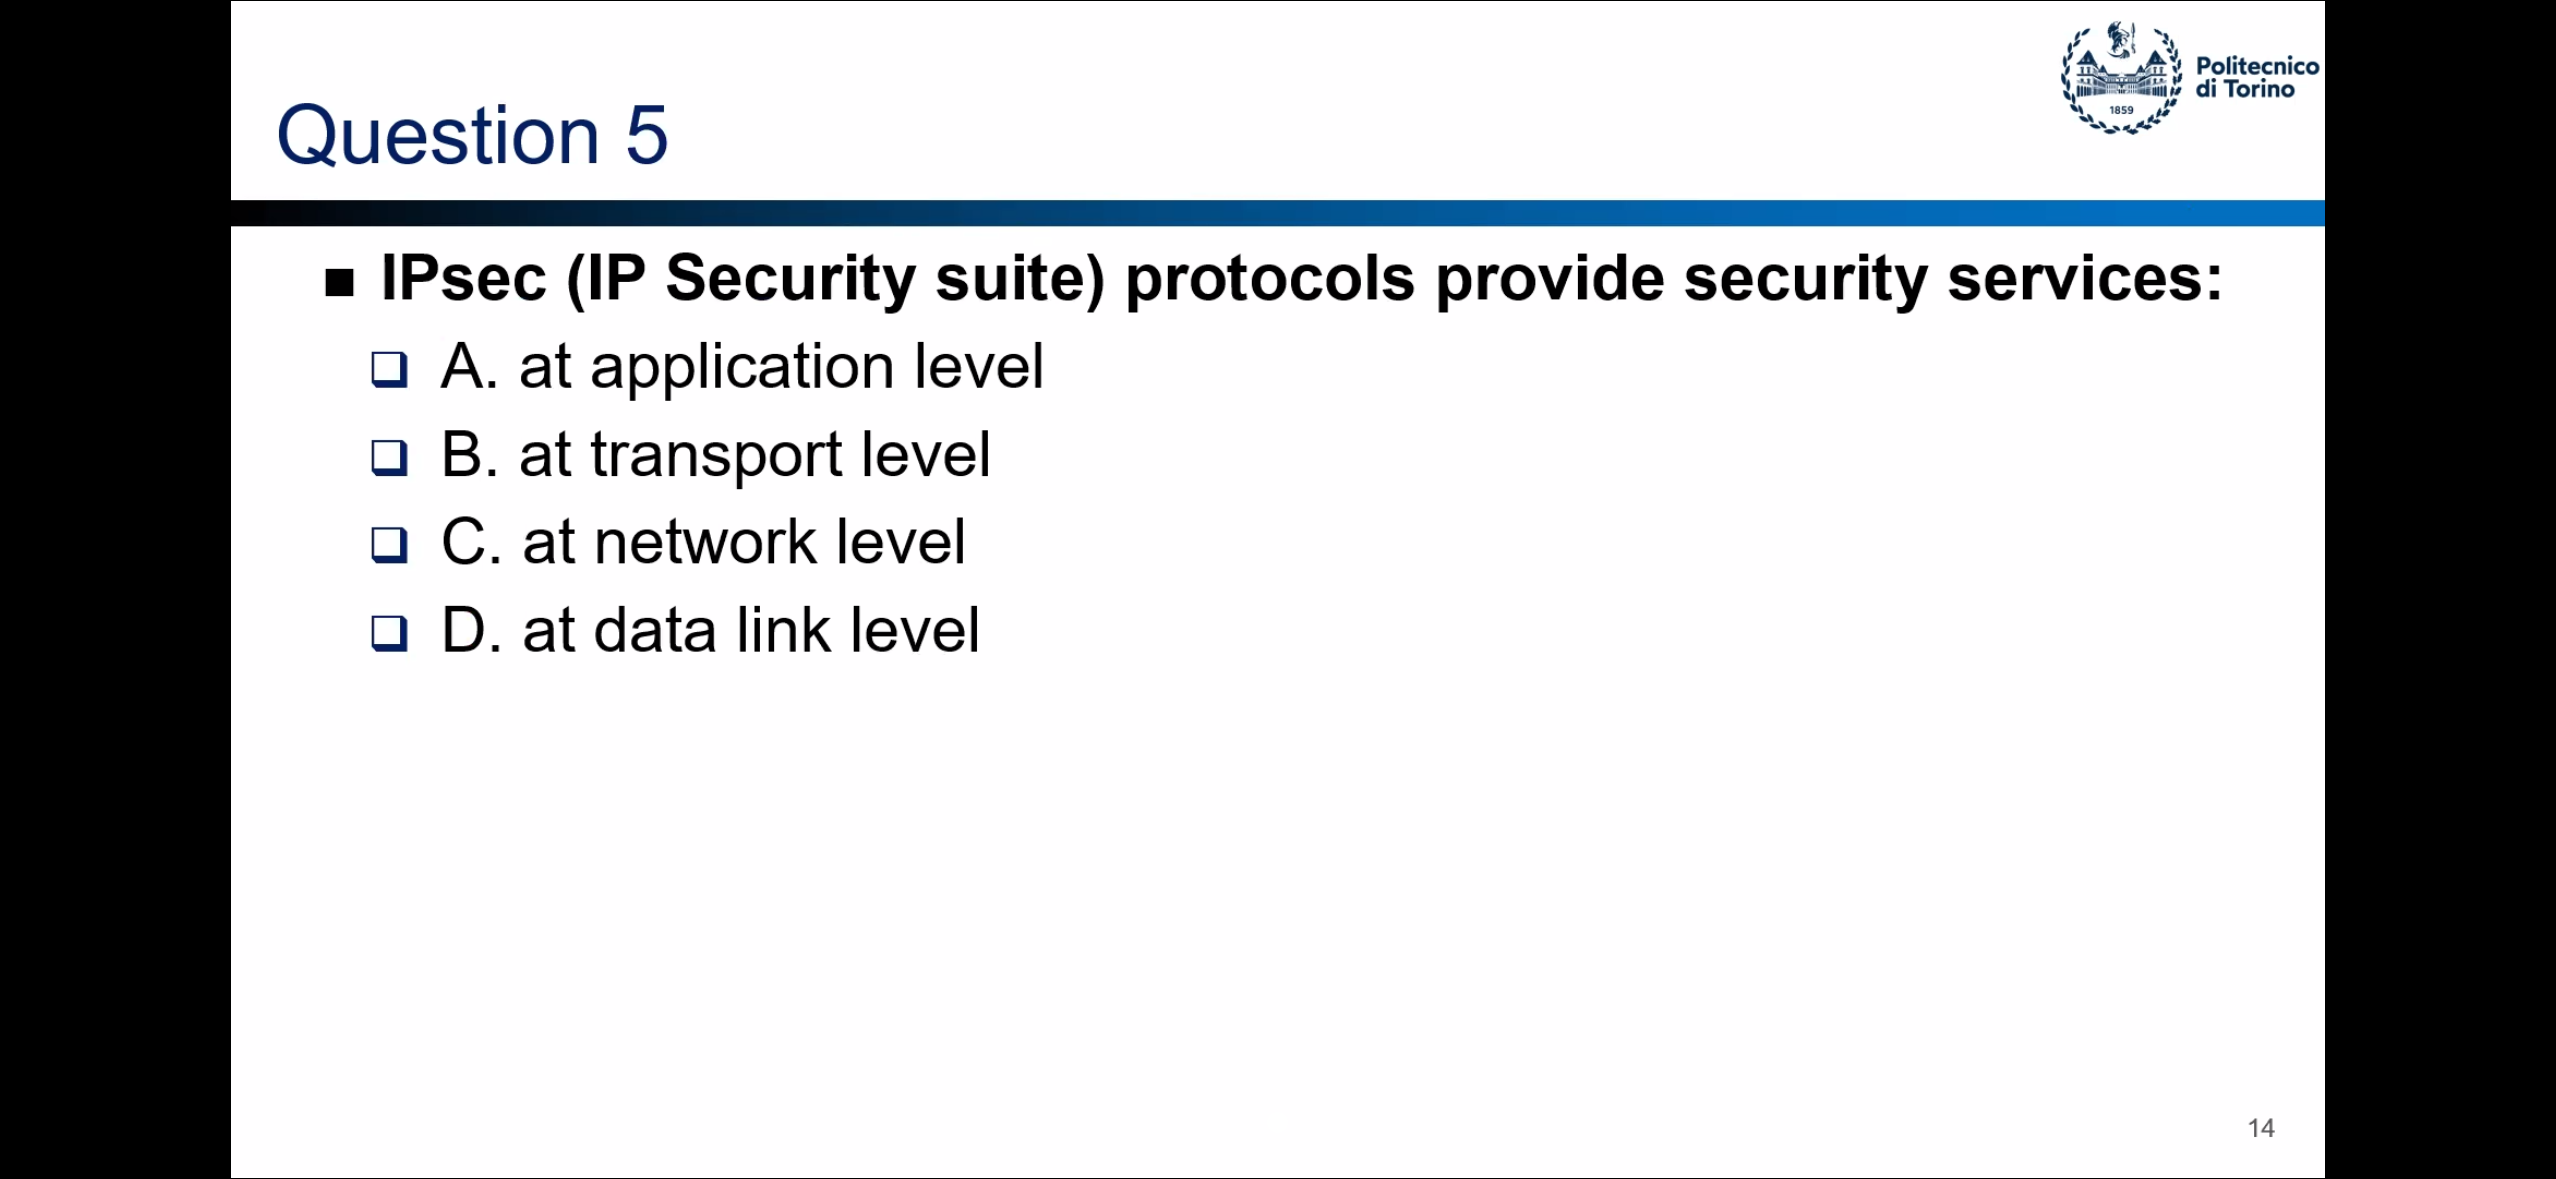 Politecnico
di Torino
1859
Question 5
■ IPsec (IP Security suite) protocols provide security services:
❑ A. at application level
❑ B. at transport level
❑ C. at network level
❑ D. at data link level
14